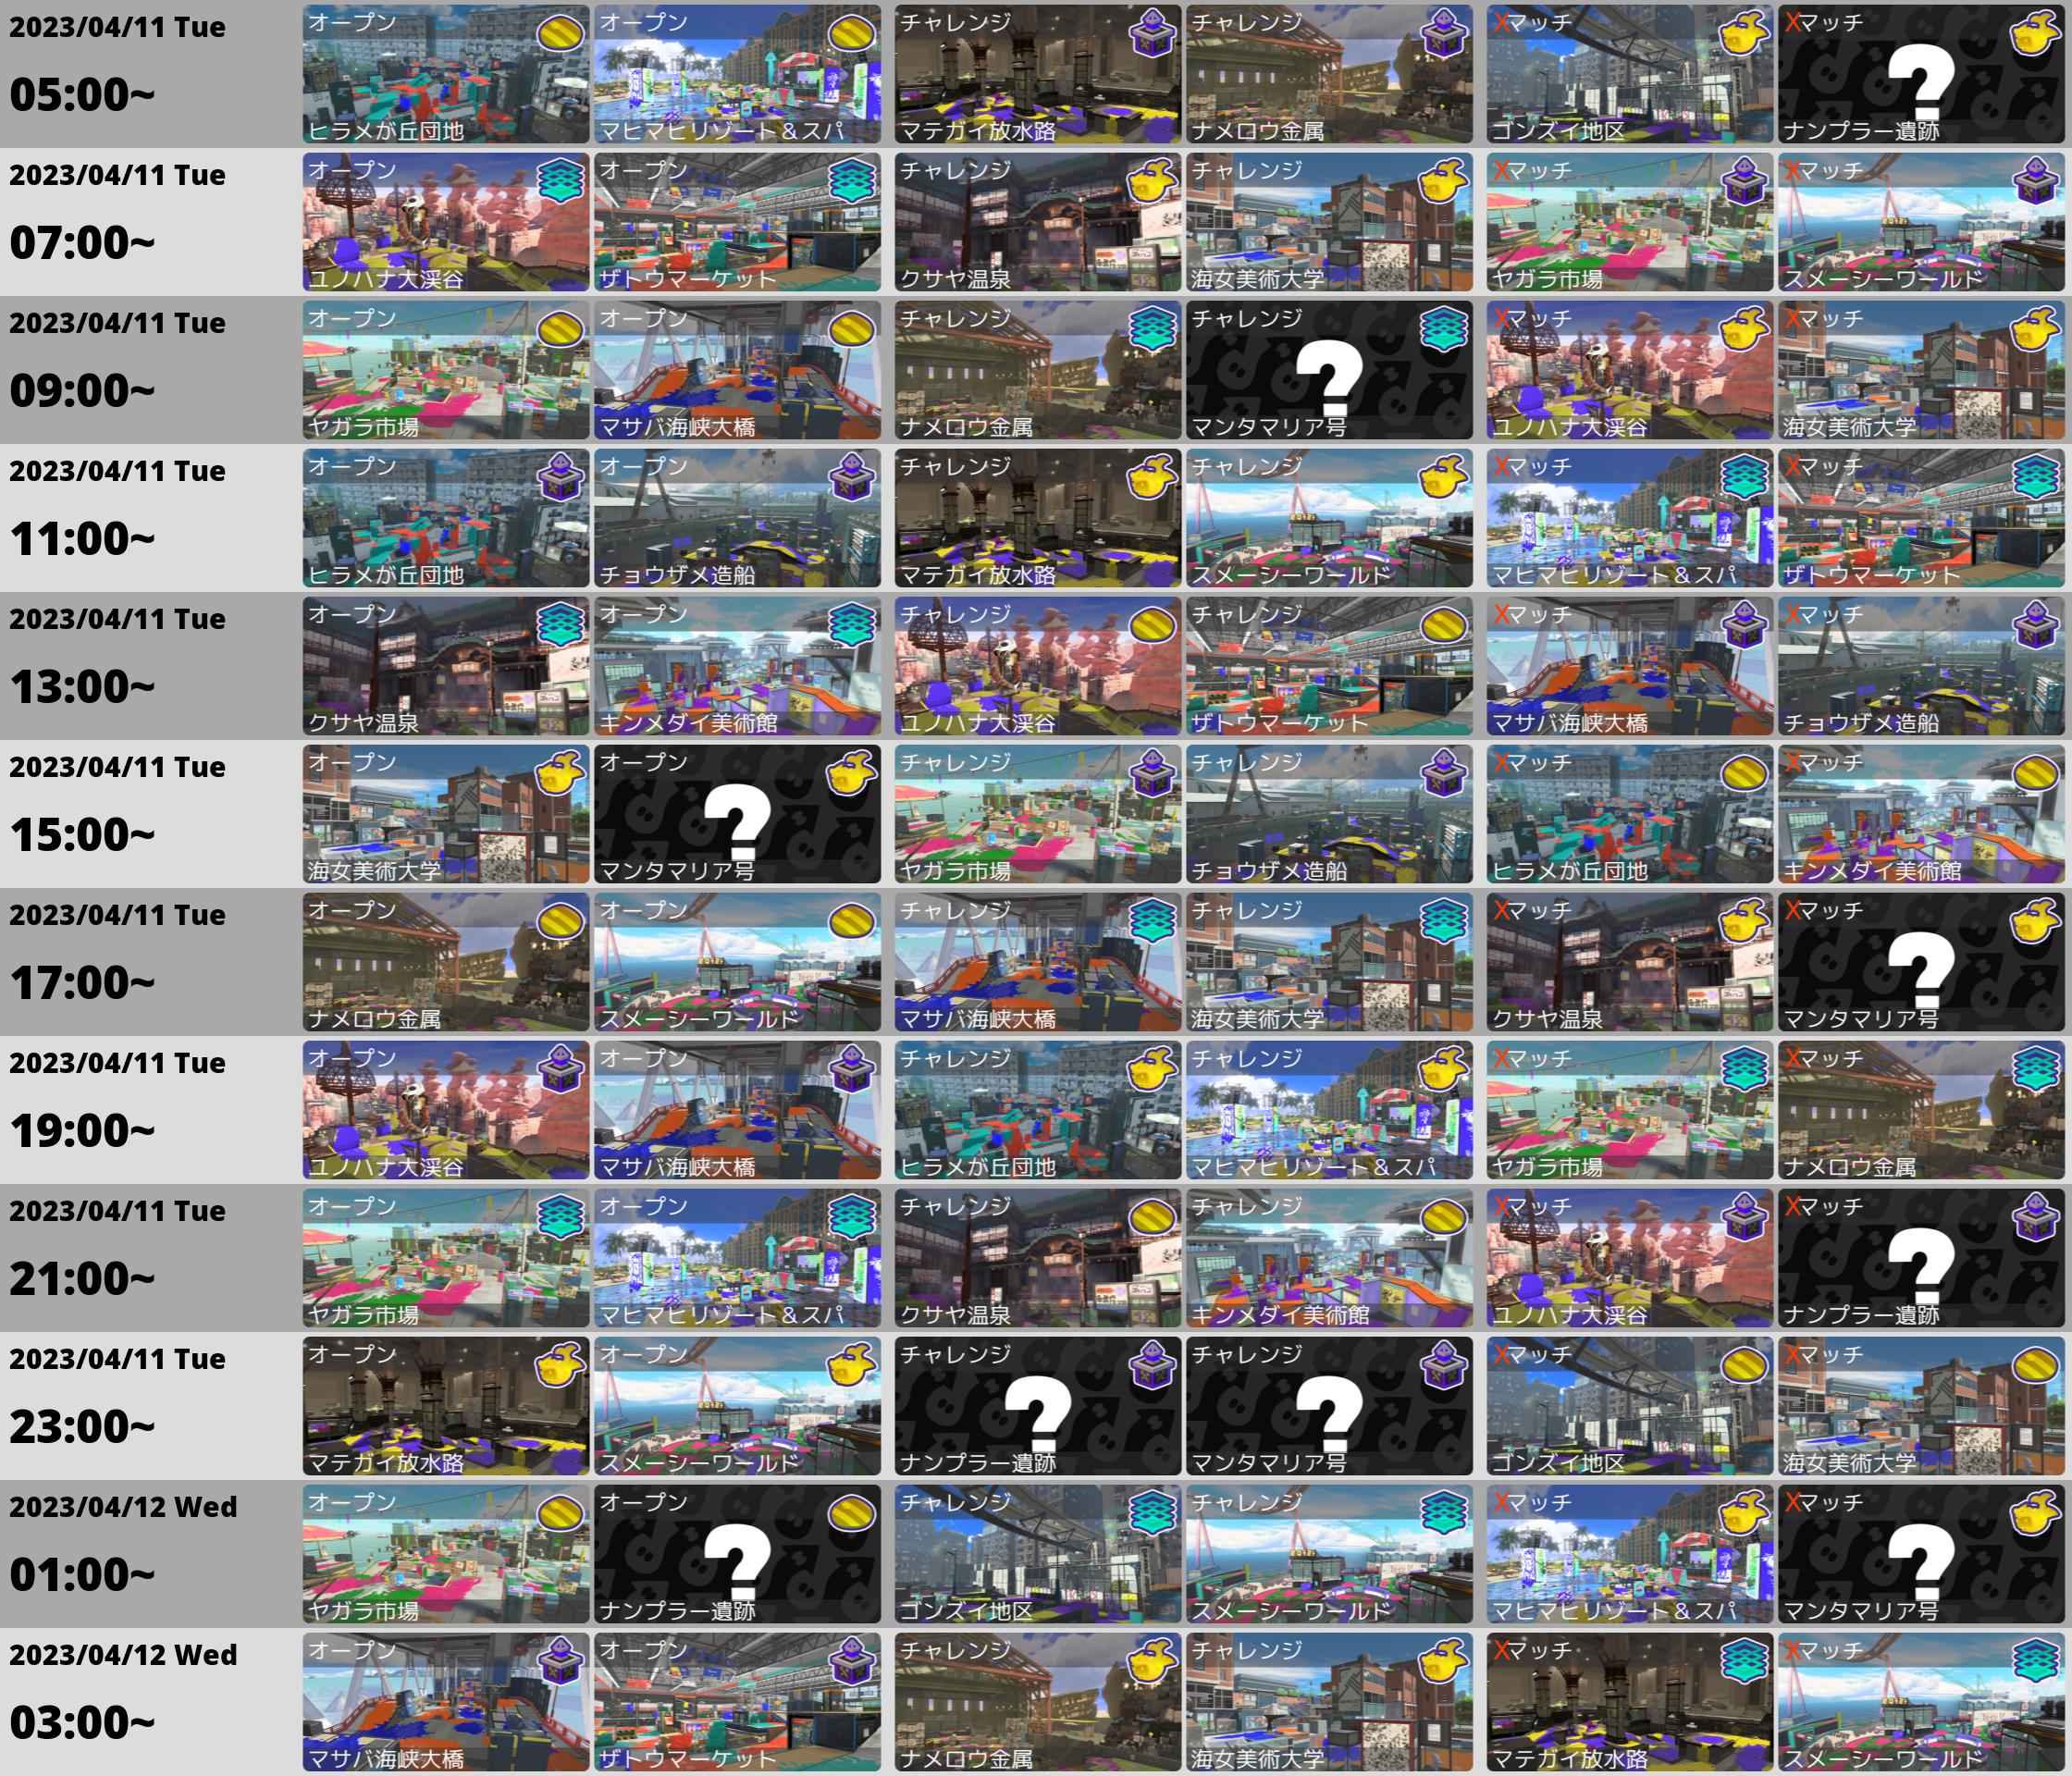 2023/04/11 Tue
05:00~
オープン
ヒラメが丘団地
オープン
マヒマヒリゾート＆スパ
チャレンジ
マテガイ放水路
チャレンジ
ナメロウ金属
Xマッチ
ゴンズイ地区
Xマッチ
?
ナンプラー遺跡
2023/04/11 Tue
07:00~
オープン
ユノハナ大渓谷
オープン
ザトウマーケット
チャレンジ
クサヤ温泉
チャレンジ
海女美術大学
Xマッチ
ヤガラ市場
Xマッチ
スメーシーワールド
2023/04/11 Tue
09:00~
オープン
ヤガラ市場
オープン
マサバ海峡大橋
チャレンジ
ナメロウ金属
チャレンジ
?
マンタマリア号
Xマッチ
ユノハナ大渓谷
Xマッチ
海女美術大学
2023/04/11 Tue
11:00~
オープン
ヒラメが丘団地
オープン
チョウザメ造船
チャレンジ
マテガイ放水路
チャレンジ
スメーシーワールド
Xマッチ
マヒマヒリゾート＆スパ
Xマッチ
ザトウマーケット
2023/04/11 Tue
13:00~
オープン
クサヤ温泉
オープン
キンメダイ美術館
チャレンジ
ユノハナ大渓谷
チャレンジ
ザトウマーケット
Xマッチ
マサバ海峡大橋
Xマッチ
チョウザメ造船
2023/04/11 Tue
15:00~
オープン
海女美術大学
オープン
?
マンタマリア号
チャレンジ
ヤガラ市場
チャレンジ
チョウザメ造船
Xマッチ
ヒラメが丘団地
Xマッチ
キンメダイ美術館
2023/04/11 Tue
17:00~
オープン
ナメロウ金属
オープン
スメーシーワールド
チャレンジ
マサバ海峡大橋
チャレンジ
海女美術大学
Xマッチ
クサヤ温泉
Xマッチ
?
マンタマリア号
2023/04/11 Tue
19:00~
オープン
ユノハナ大渓谷
オープン
マサバ海峡大橋
チャレンジ
ヒラメが丘団地
チャレンジ
マヒマヒリゾート＆スパ
Xマッチ
ヤガラ市場
Xマッチ
ナメロウ金属
2023/04/11 Tue
21:00~
オープン
ヤガラ市場
オープン
マヒマヒリゾート＆スパ
チャレンジ
クサヤ温泉
チャレンジ
キンメダイ美術館
Xマッチ
ユノハナ大渓谷
Xマッチ
?
ナンプラー遺跡
2023/04/11 Tue
23:00~
オープン
マテガイ放水路
オープン
スメーシーワールド
チャレンジ
?
ナンプラー遺跡
チャレンジ
?
マンタマリア号
Xマッチ
ゴンズイ地区
Xマッチ
海女美術大学
2023/04/12 Wed
01:00~
オープン
ヤガラ市場
オープン
?
ナンプラー遺跡
チャレンジ
ゴンズイ地区
チャレンジ
スメーシーワールド
Xマッチ
マヒマヒリゾート＆スパ
Xマッチ
?
マンタマリア号
2023/04/12 Wed
03:00~
オープン
マサバ海峡大橋
オープン
ザトウマーケット
チャレンジ
ナメロウ金属
チャレンジ
海女美術大学
Xマッチ
マテガイ放水路
Xマッチ
スメーシーワールド